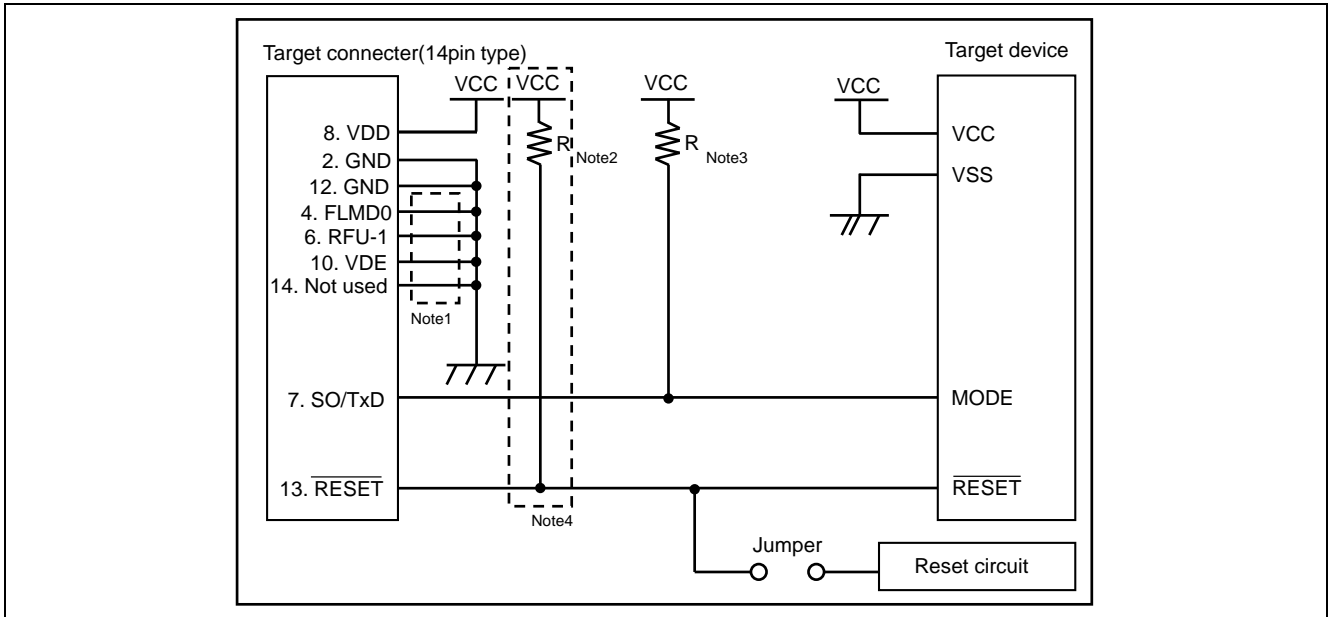 Target connecter(14pin type)
Target device
VCC
VCC
VCC
VCC
8. VDD
2. GND
12. GND
4. FLMD0
6. RFU-1
10. VDE
14. Not used
Note1
R
Note2
R
Note3
VCC
VSS
7. SO/TxD
MODE
13. RESET
RESET
Note4
Jumper
Reset circuit